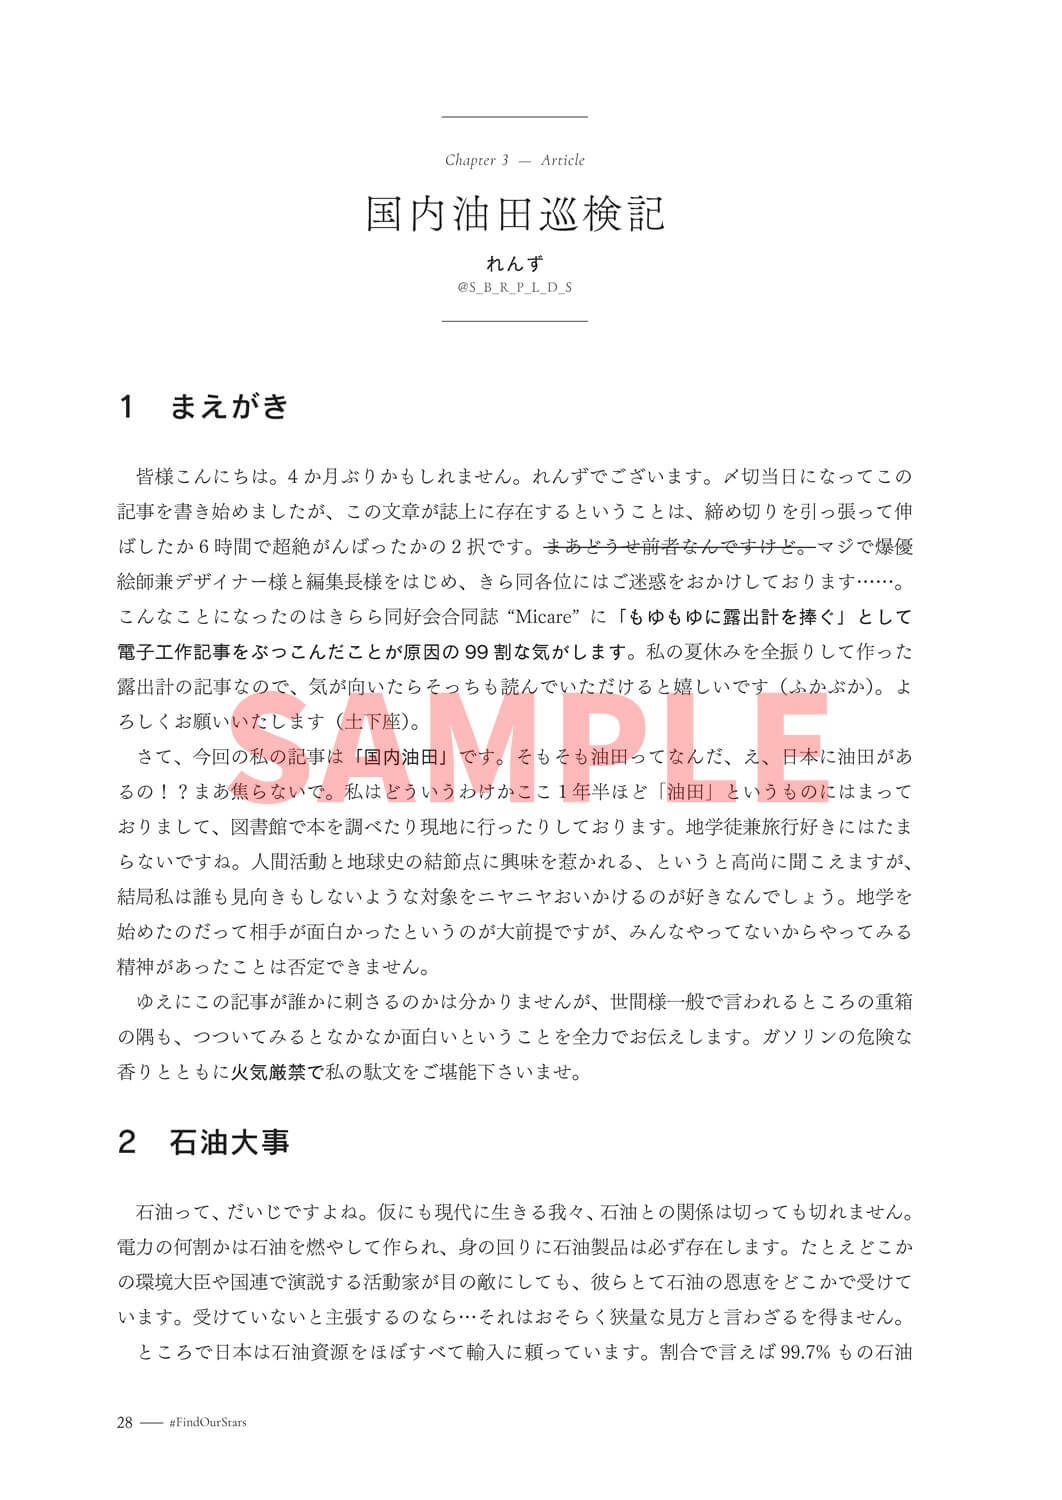 Chapter 3 — Article
国内油田巡検記
れんず
@S_B_R_P_L_D_S
1 まえがき
皆様こんにちは。4 か月ぶりかもしれません。れんずでございます。〆切当日になってこの
記事を書き始めましたが、この文章が誌上に存在するということは、締め切りを引っ張って伸
ばしたか 6 時間で超絶がんばったかの 2 択です。まあどうせ前者なんですけど。マジで爆優
絵師兼デザイナー様と編集長様をはじめ、きら同各位にはご迷惑をおかけしております……。
こんなことになったのはきらら同好会合同誌 “Micare” に「もゆもゆに露出計を捧ぐ」として
電子工作記事をぶっこんだことが原因の 99 割な気がします。私の夏休みを全振りして作った
露出計の記事なので、気が向いたらそっちも読んでいただけると嬉しいです（ふかぶか）。よ
ろしくお願いいたします（土下座）。
さて、今回の私の記事は「国内油田」です。そもそも油田ってなんだ、え、日本に油田があ
るの！？まあ焦らないで。私はどういうわけかここ 1 年半ほど「油田」というものにはまって
おりまして、図書館で本を調べたり現地に行ったりしております。地学徒兼旅行好きにはたま
らないですね。人間活動と地球史の結節点に興味を惹かれる、というと高尚に聞こえますが、
結局私は誰も見向きもしないような対象をニヤニヤおいかけるのが好きなんでしょう。地学を
始めたのだって相手が面白かったというのが大前提ですが、みんなやってないからやってみる
精神があったことは否定できません。
ゆえにこの記事が誰かに刺さるのかは分かりませんが、世間様一般で言われるところの重箱
の隅も、つついてみるとなかなか面白いということを全力でお伝えします。ガソリンの危険な
香りとともに火気厳禁で私の駄文をご堪能下さいませ。
SAMPLE
2 石油大事
石油って、だいじですよね。仮にも現代に生きる我々、石油との関係は切っても切れません。
電力の何割かは石油を燃やして作られ、身の回りに石油製品は必ず存在します。たとえどこか
の環境大臣や国連で演説する活動家が目の敵にしても、彼らとて石油の恩恵をどこかで受けて
います。受けていないと主張するのなら…それはおそらく狭量な見方と言わざるを得ません。
ところで日本は石油資源をほぼすべて輸入に頼っています。割合で言えば 99.7% もの石油
28 — #FindOurStars